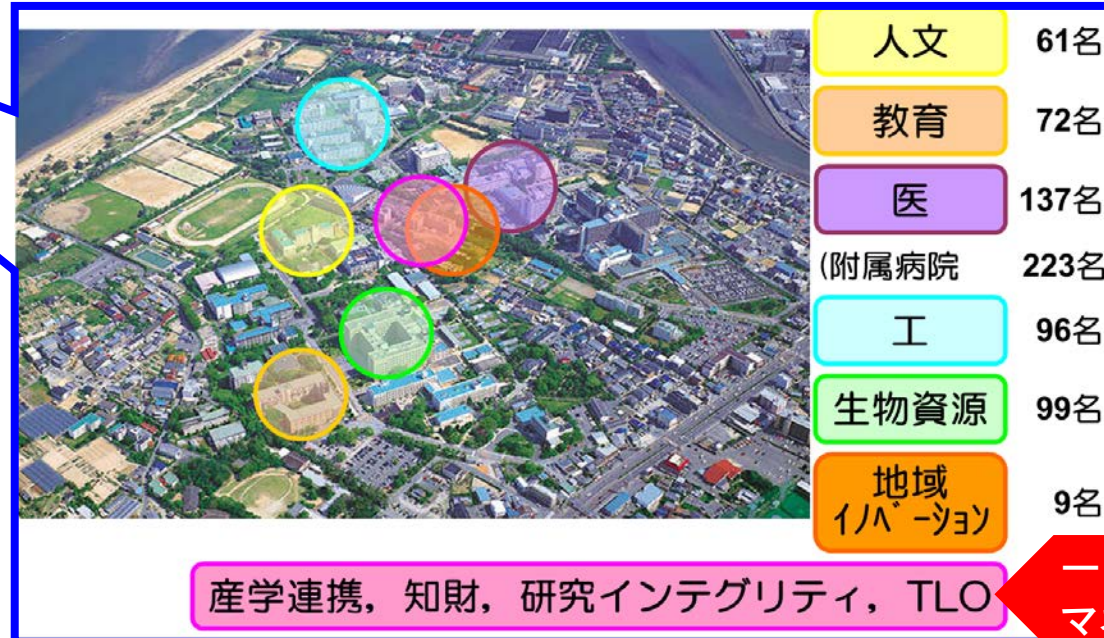 人文 61名
教育 72名
医 137名
(附属病院 223名
工 96名
生物資源 99名
地域
ｲﾉﾍﾞｰｼｮﾝ 9名
産学連携，知財，研究インテグリティ，TLO